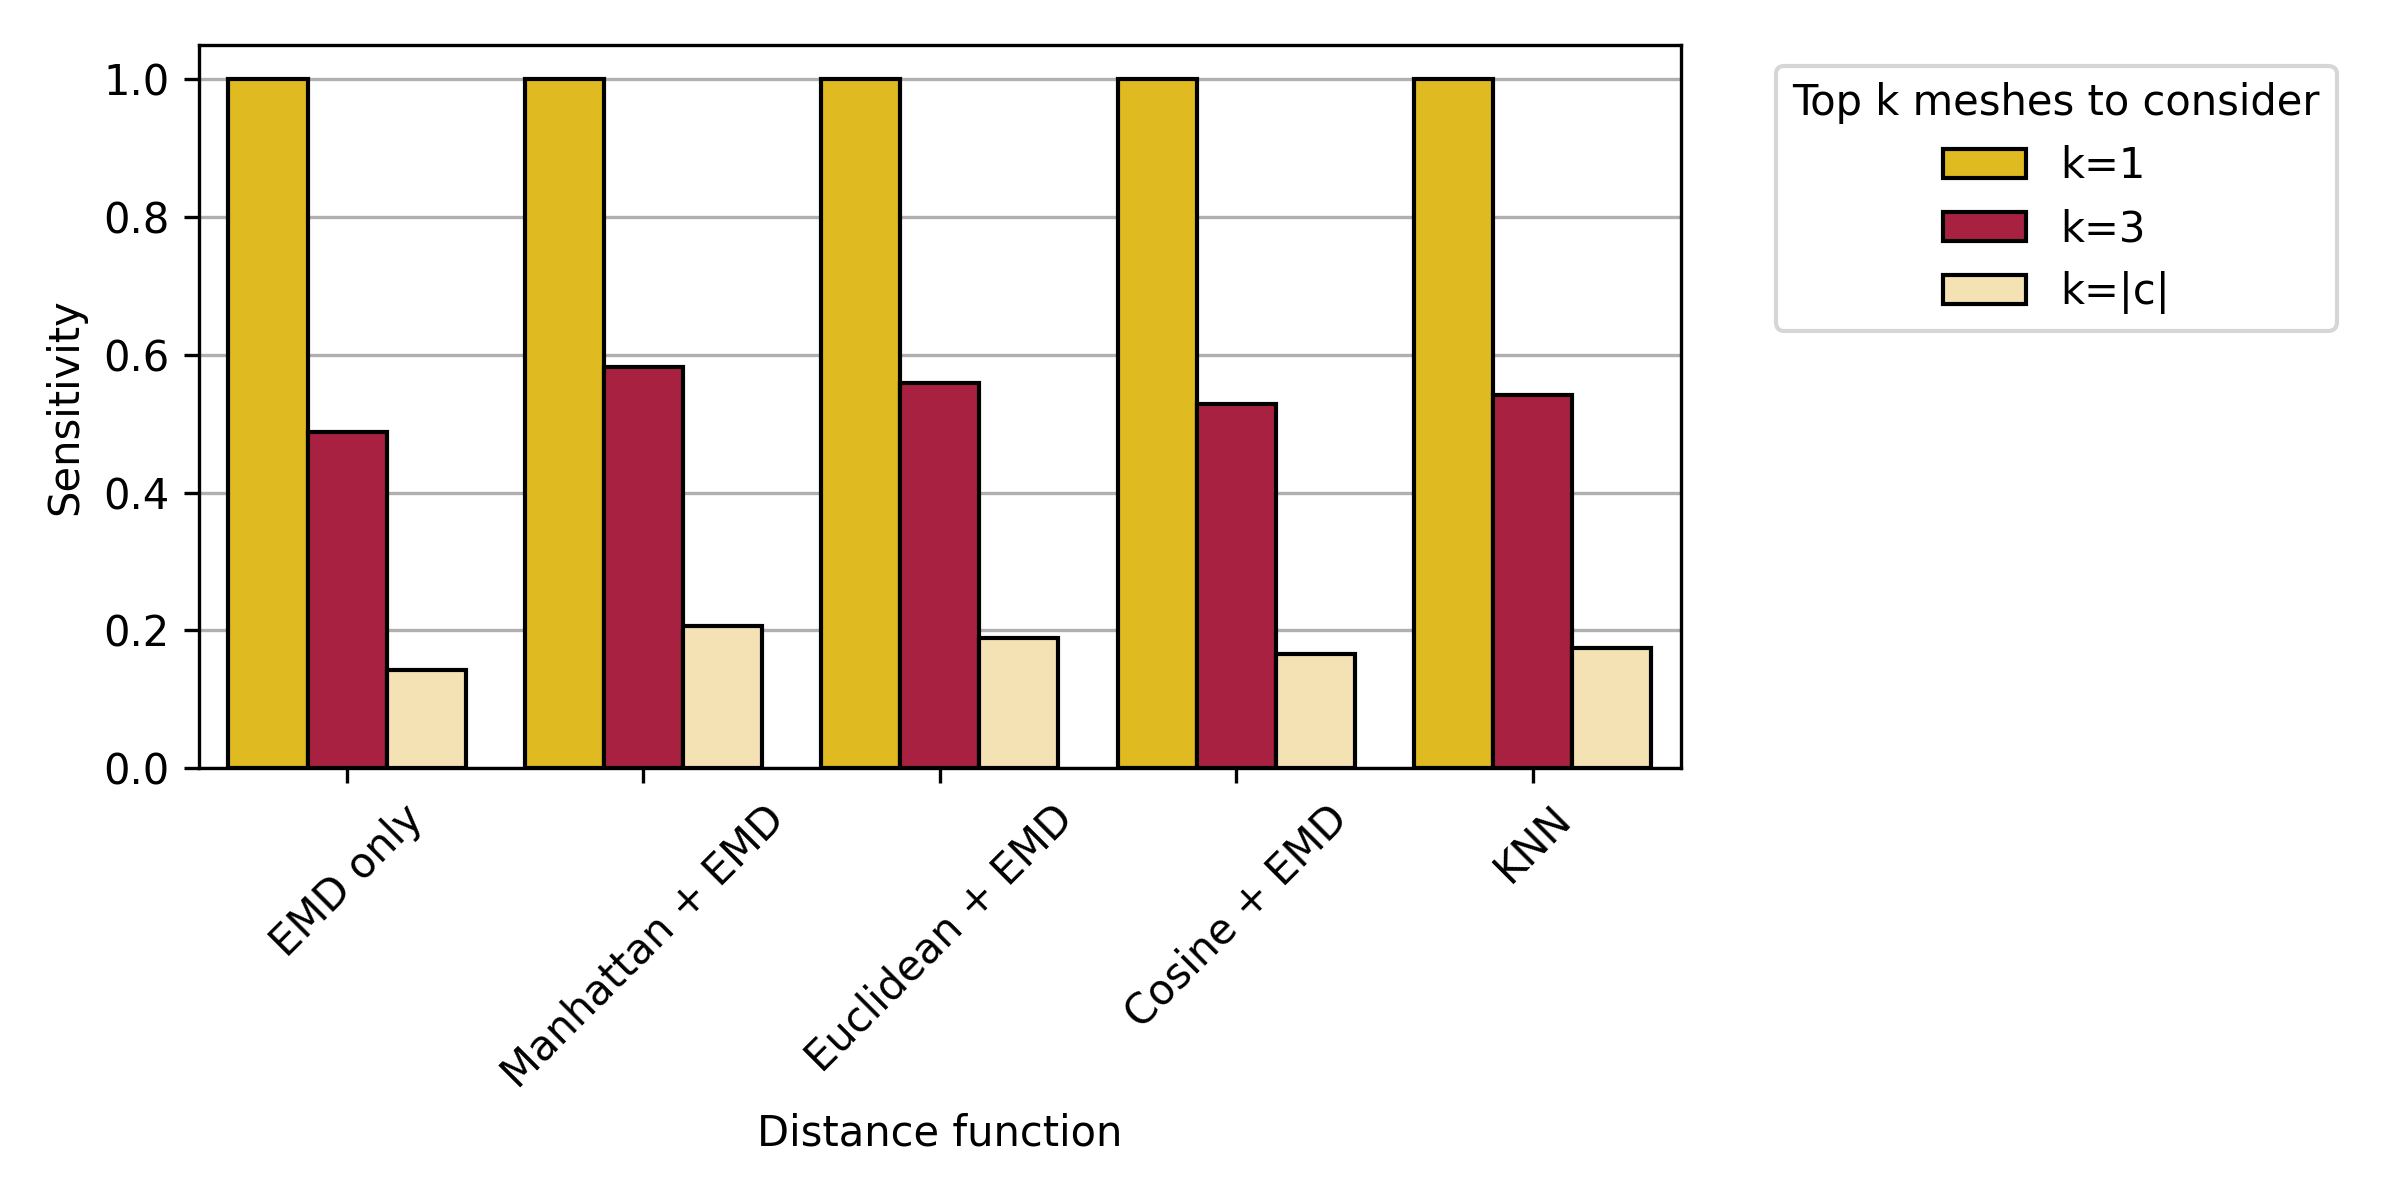 Sensitivity
1.0
0.8
0.6
0.4
0.2
0.0
EMD only
Manhattan + EMD
Euclidean + EMD
Cosine + EMD
KNN
Distance function
Top k meshes to consider
k=1
k=3
k=|c|